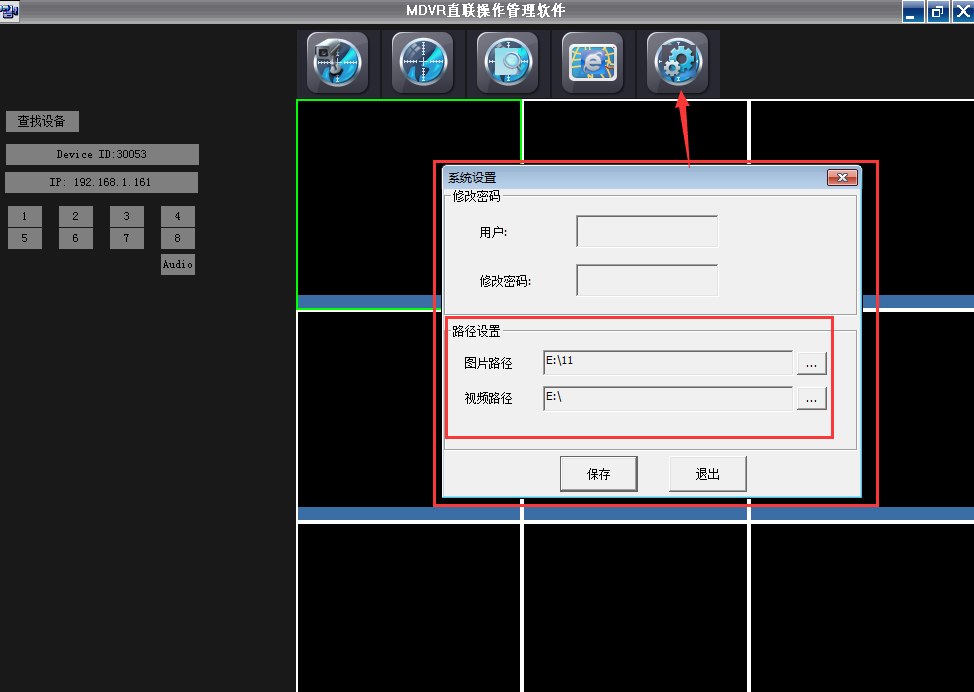 MDVR直联操作管理软件
查找设备
Device ID:30053
IP: 192.168.1.161
1 2 3 4
5 6 7 8
Audio
系统设置
修改密码
用户:
修改密码:
路径设置
图片路径 E:\11 ...
视频路径 E:\ ...
保存 退出